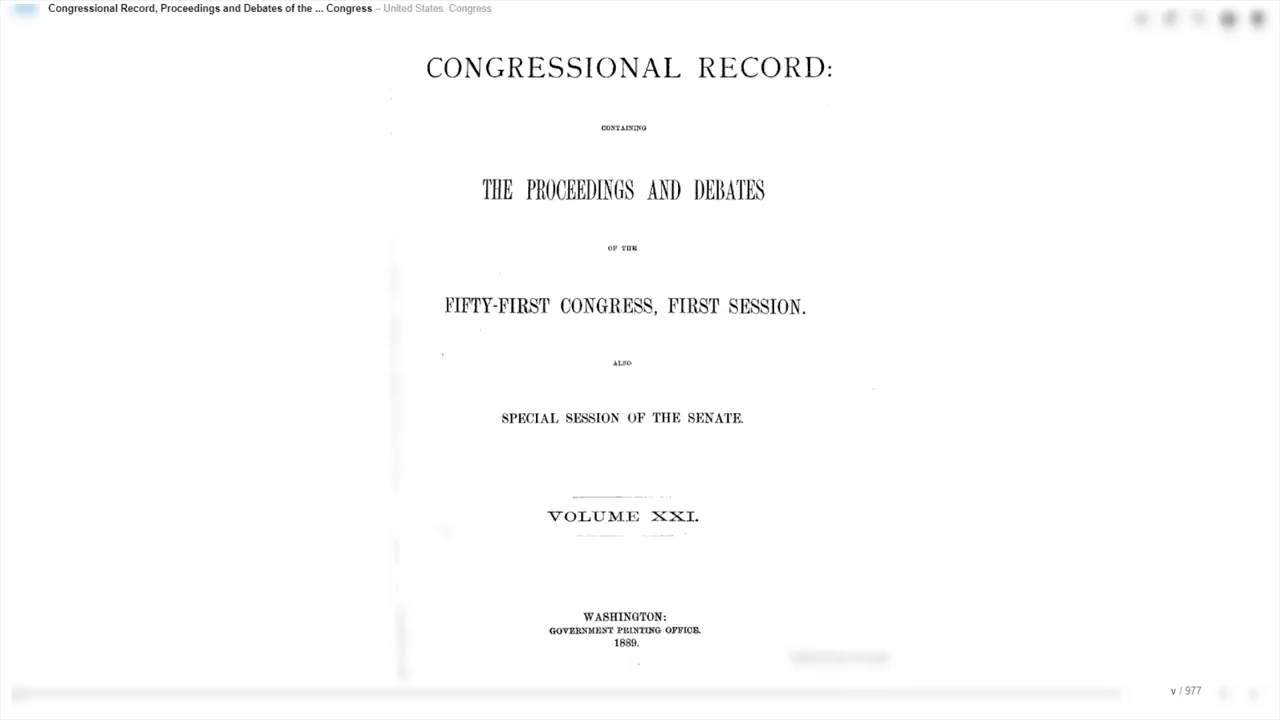 Congressional Record, Proceedings and Debates of the ... Congress – United States. Congress
CONGRESSIONAL RECORD:
CONTAINING
THE PROCEEDINGS AND DEBATES
OF THE
FIFTY-FIRST CONGRESS, FIRST SESSION.
ALSO
SPECIAL SESSION OF THE SENATE.
VOLUME XXI.
WASHINGTON:
GOVERNMENT PRINTING OFFICE.
1889.
v / 977